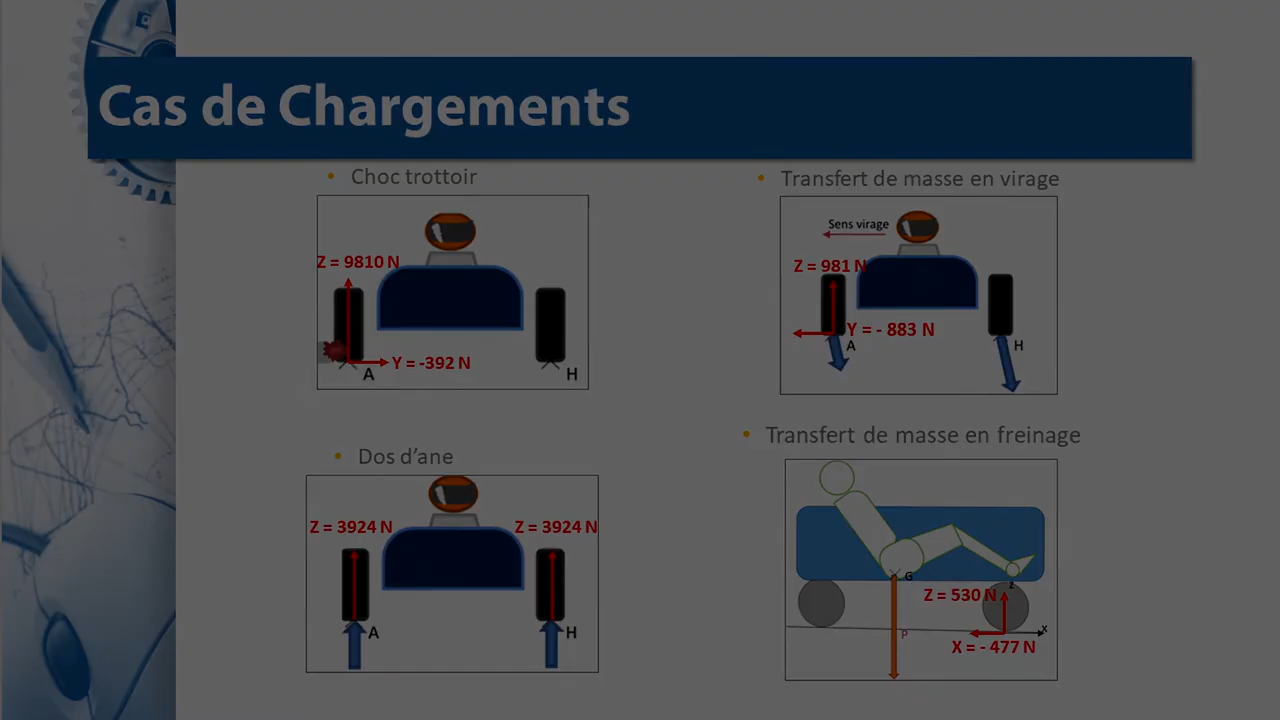 Cas de Chargements
• Choc trottoir
Z = 9810 N
Y = -392 N
A
H
• Transfert de masse en virage
Sens virage
Z = 981 N
Y = - 883 N
A
H
• Dos d'ane
Z = 3924 N
Z = 3924 N
A
H
• Transfert de masse en freinage
G
z
Z = 530 N
P
x
X = - 477 N